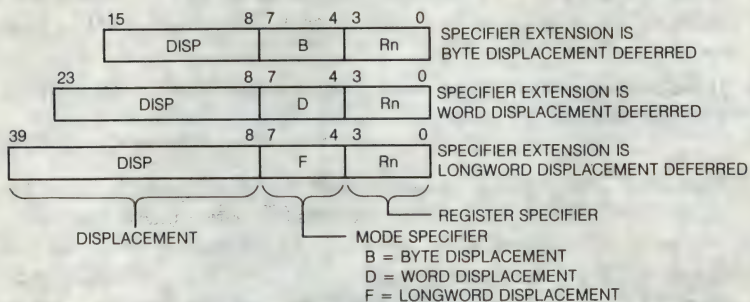 15 8 7 4 3 0
DISP B Rn
SPECIFIER EXTENSION IS
BYTE DISPLACEMENT DEFERRED
23 8 7 4 3 0
DISP D Rn
SPECIFIER EXTENSION IS
WORD DISPLACEMENT DEFERRED
39 8 7 4 3 0
DISP F Rn
SPECIFIER EXTENSION IS
LONGWORD DISPLACEMENT DEFERRED
REGISTER SPECIFIER
DISPLACEMENT
MODE SPECIFIER
B = BYTE DISPLACEMENT
D = WORD DISPLACEMENT
F = LONGWORD DISPLACEMENT